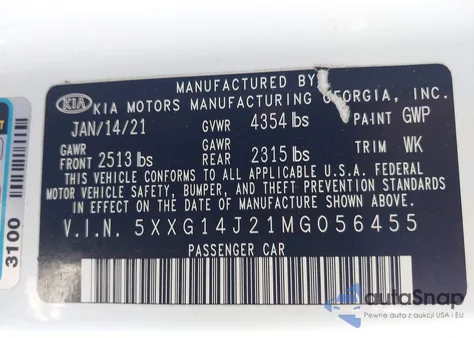 MANUFACTURED BY
KIA KIA MOTORS MANUFACTURING GEORGIA, INC.
JAN/14/21 GVWR 4354 lbs PAINT GWP
GAWR FRONT 2513 lbs GAWR REAR 2315 lbs TRIM WK
THIS VEHICLE CONFORMS TO ALL APPLICABLE U.S.A. FEDERAL
MOTOR VEHICLE SAFETY, BUMPER, AND THEFT PREVENTION STANDARDS
IN EFFECT ON THE DATE OF MANUFACTURE SHOWN ABOVE.
V.I.N. 5XXG14J21MG056455
PASSENGER CAR
3100
autoSnap
Pewne auta z aukcji USA i EU